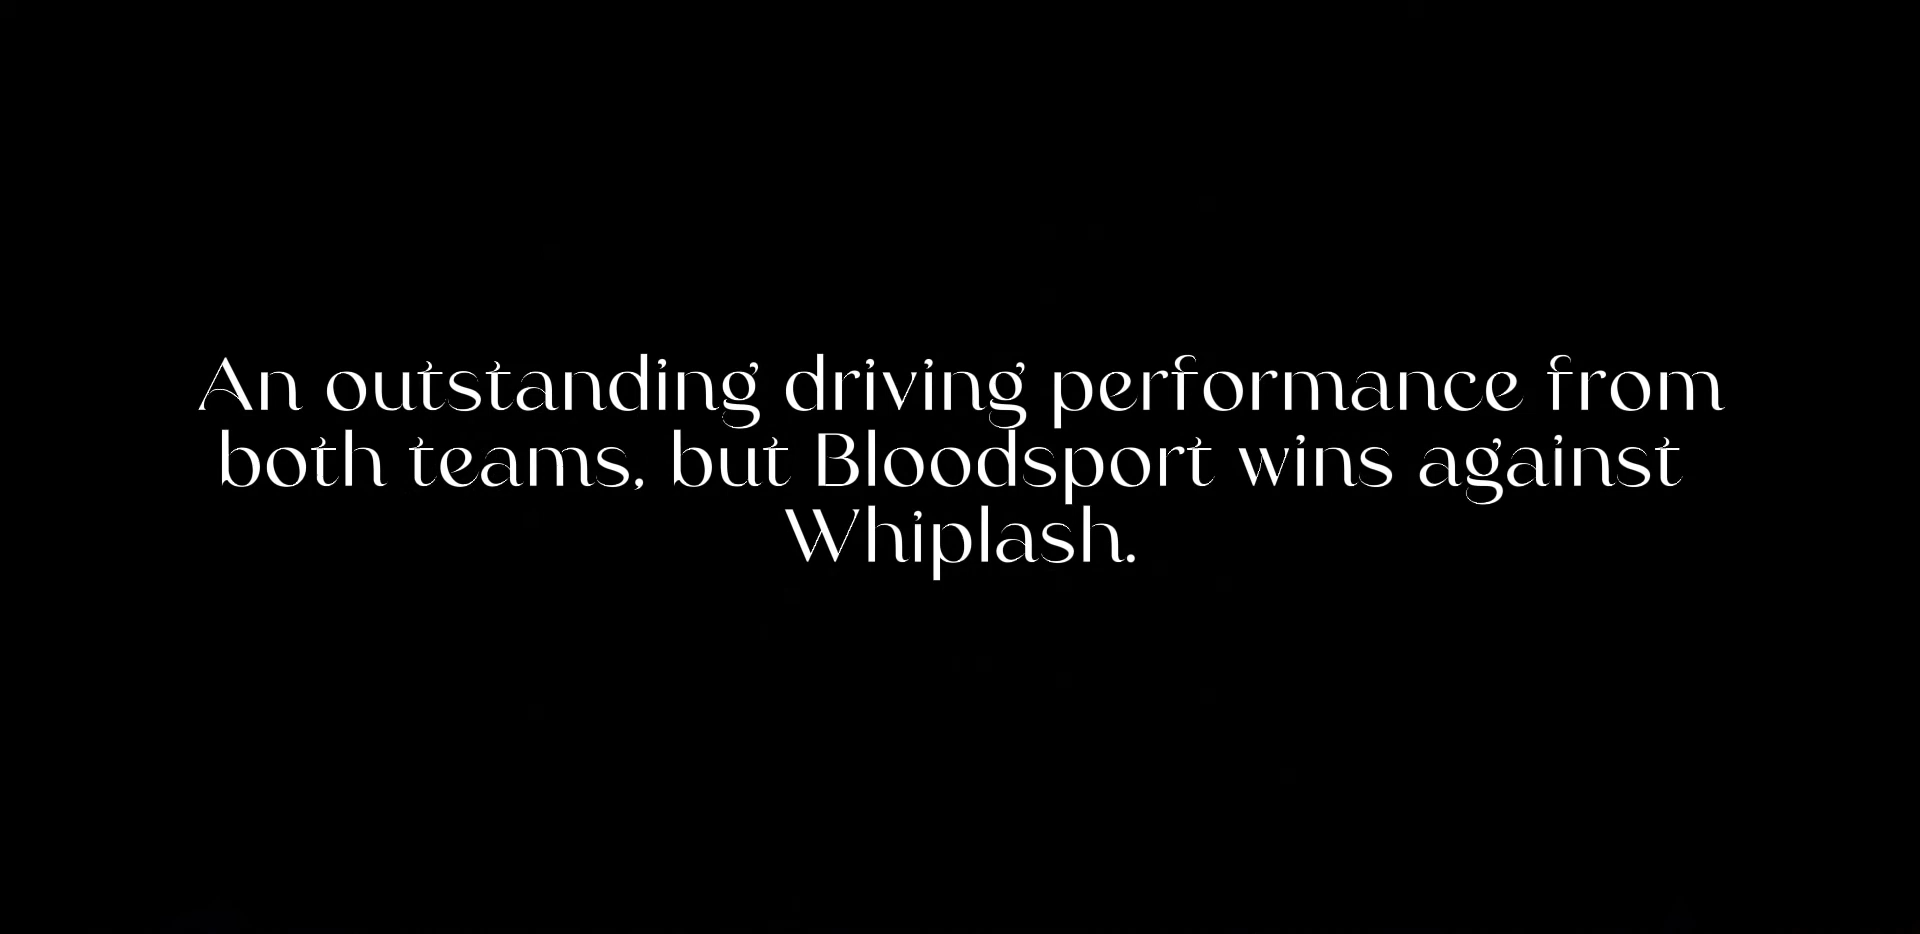 An outstanding driving performance from
both teams, but Bloodsport wins against
Whiplash.